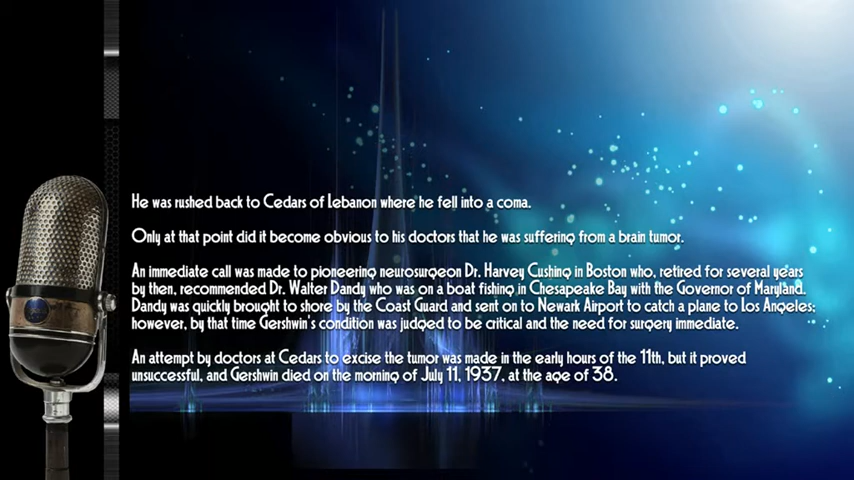 He was rushed back to Cedars of Lebanon where he fell into a coma.
Only at that point did it become obvious to his doctors that he was suffering from a brain tumor.
An immediate call was made to pioneering neurosurgeon Dr. Harvey Cushing in Boston who, retired for several years
by then, recommended Dr. Walter Dandy who was on a boat fishing in Chesapeake Bay with the Governor of Maryland.
Dandy was quickly brought to shore by the Coast Guard and sent on to Newark Airport to catch a plane to Los Angeles;
however, by that time Gershwin's condition was judged to be critical and the need for surgery immediate.
An attempt by doctors at Cedars to excise the tumor was made in the early hours of the 11th, but it proved
unsuccessful, and Gershwin died on the morning of July 11, 1937, at the age of 38.